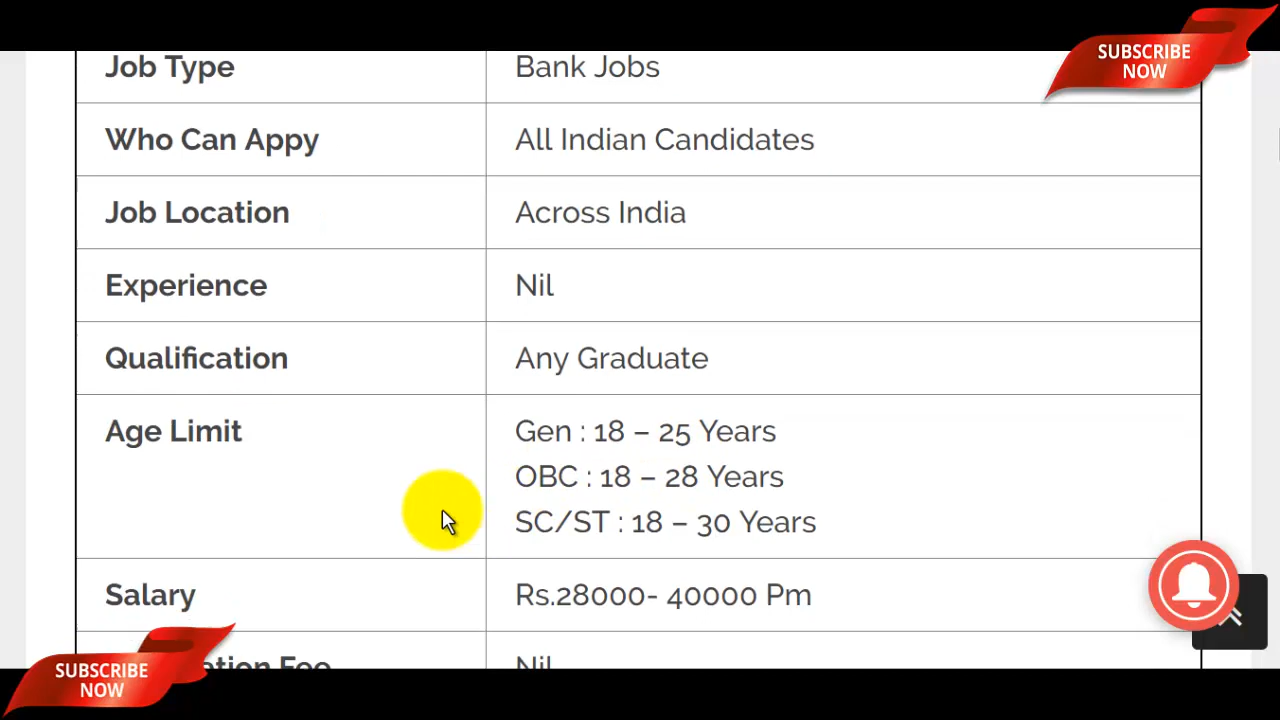 SUBSCRIBE
NOW
Job Type Bank Jobs
Who Can Appy All Indian Candidates
Job Location Across India
Experience Nil
Qualification Any Graduate
Age Limit Gen : 18 – 25 Years
OBC : 18 – 28 Years
SC/ST : 18 – 30 Years
Salary Rs.28000- 40000 Pm
Fee Nil
SUBSCRIBE
NOW